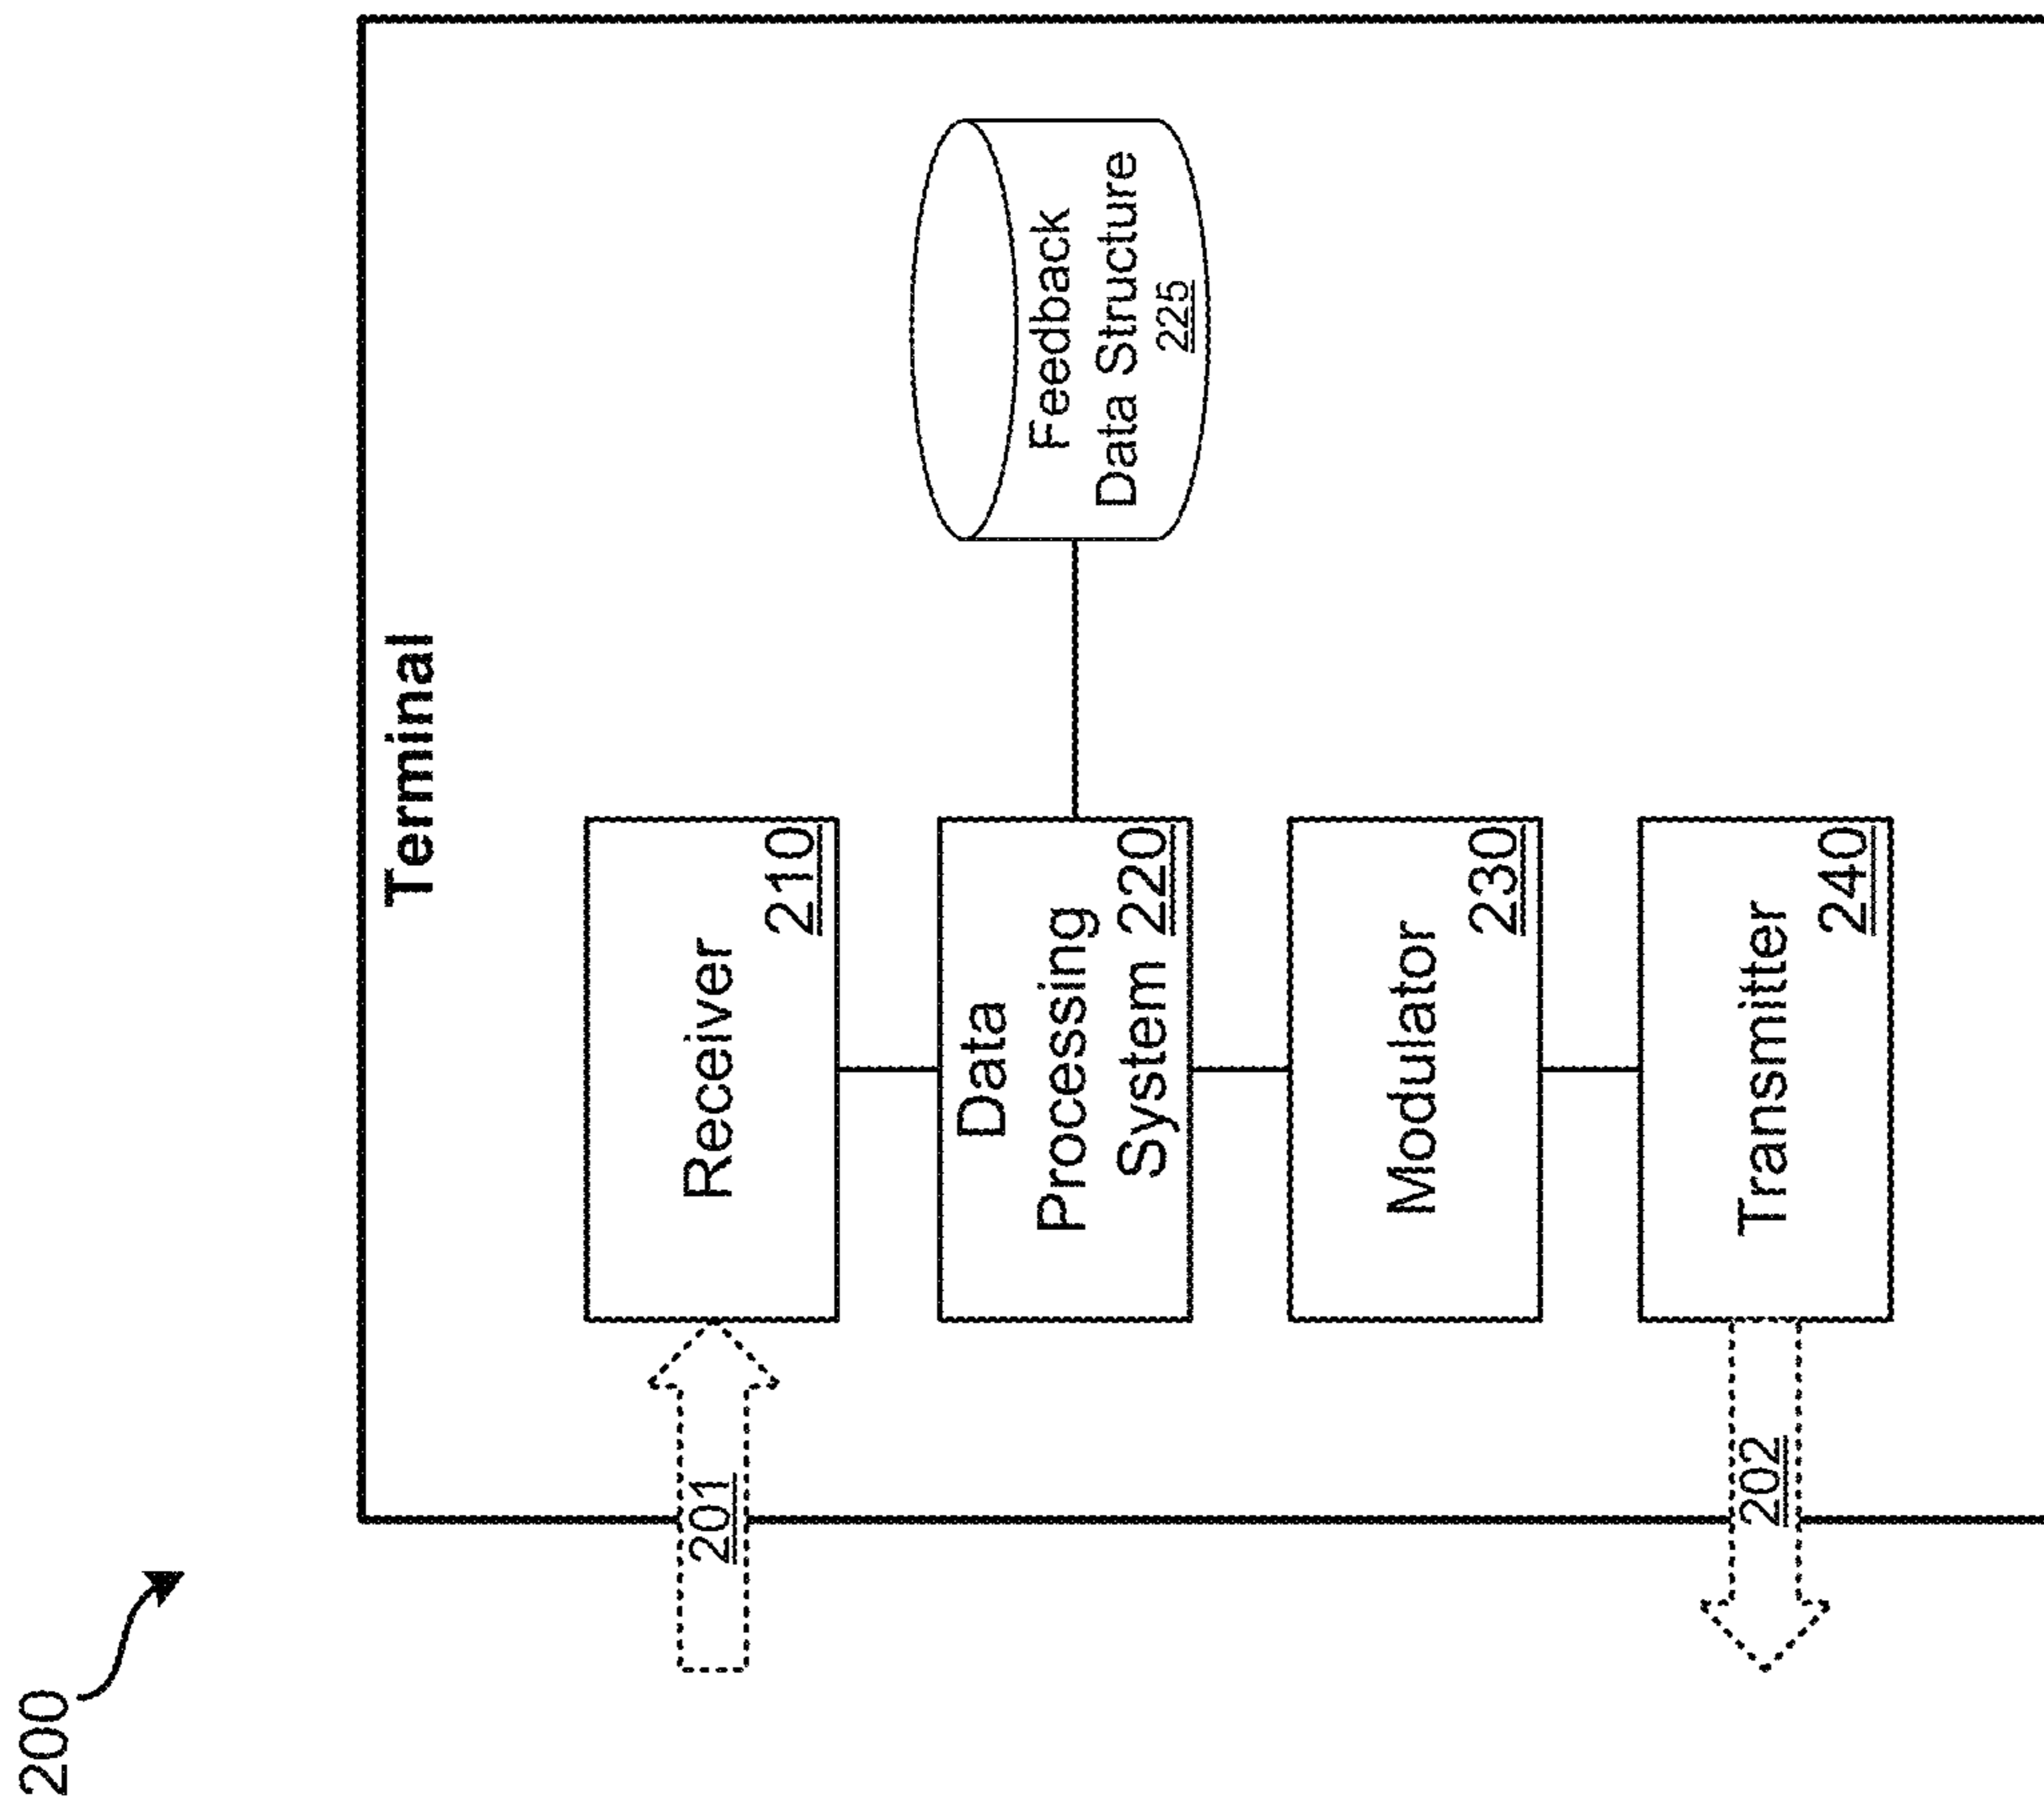 200
Terminal
201
Receiver
210
Data
Processing
System 220
Feedback
Data Structure
225
Modulator
230
Transmitter
240
202